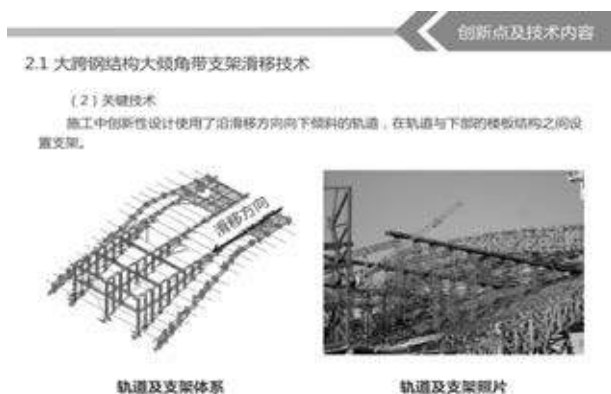 创新点及技术内容
2.1 大跨钢结构大倾角带支架滑移技术
（2）关键技术
施工中创新性设计使用了沿滑移方向向下倾斜的轨道，在轨道与下部的楼板结构之间设
置支架。
滑移方向
轨道及支架体系
轨道及支架照片